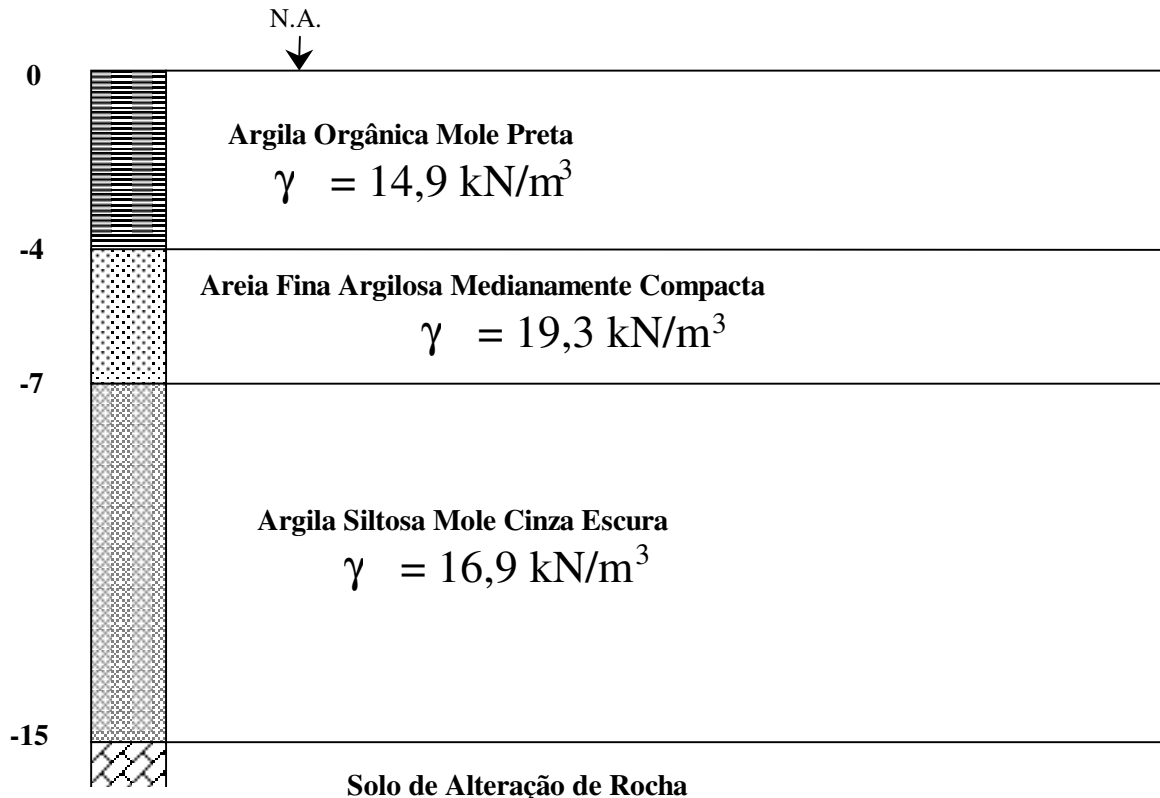 N.A.
0
Argila Orgânica Mole Preta
γ = 14,9 kN/m³
-4
Areia Fina Argilosa Medianamente Compacta
γ = 19,3 kN/m³
-7
Argila Siltosa Mole Cinza Escura
γ = 16,9 kN/m³
-15
Solo de Alteração de Rocha